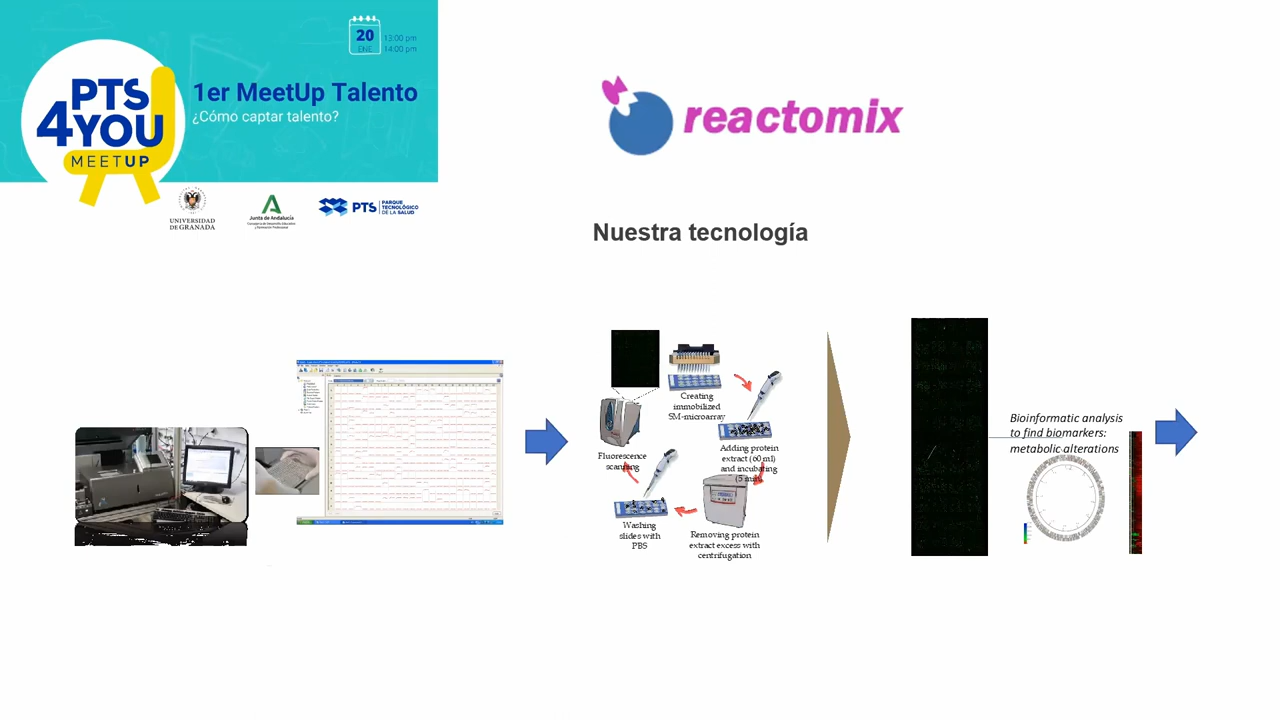 20
ENE
13:00 pm
14:00 pm
PTS
4YOU
MEETUP
1er MeetUp Talento
¿Cómo captar talento?
UNIVERSIDAD
DE GRANADA
Junta de Andalucía
PTS
PARQUE
TECNOLÓGICO
DE LA SALUD
reactomix
Nuestra tecnología
Creating
immobilized
SM-microarray
Adding protein
extract (60 ml)
and incubating
(5 min)
Removing protein
extract excess with
centrifugation
Washing
slides with
PBS
Fluorescence
scanning
Bioinformatic analysis
to find biomarkers:
metabolic alterations